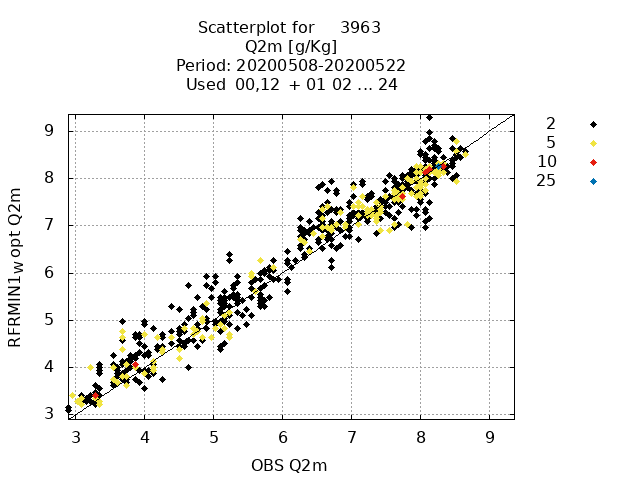 Scatterplot for 3963
Q2m [g/Kg]
Period: 20200508-20200522
Used 00,12 + 01 02 ... 24
2
5
10
25
9
8
7
6
5
4
3
RFRMIN1_W opt Q2m
3 4 5 6 7 8 9
OBS Q2m